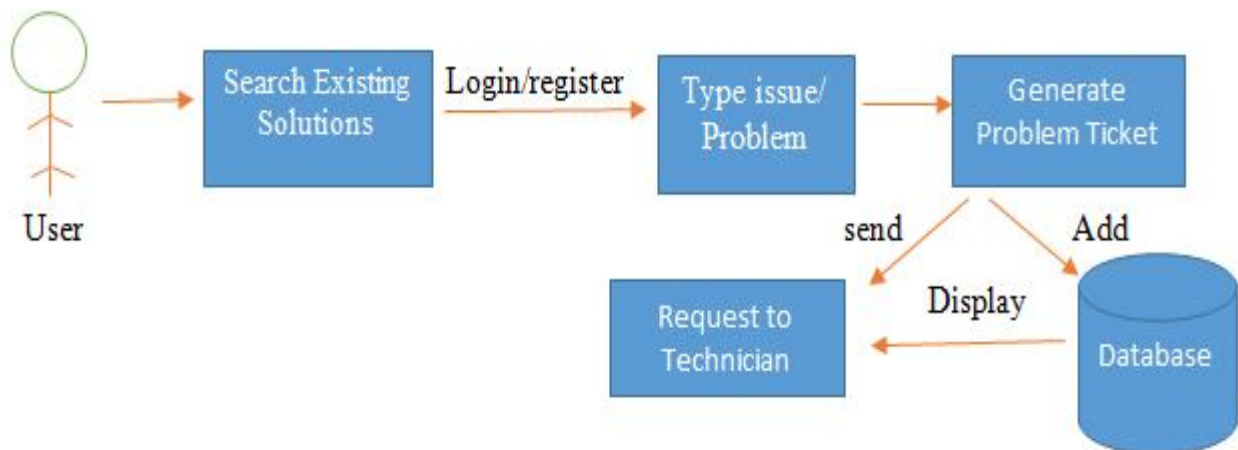 User
Search Existing
Solutions
Login/register
Type issue/
Problem
Generate
Problem Ticket
send
Add
Request to
Technician
Display
Database